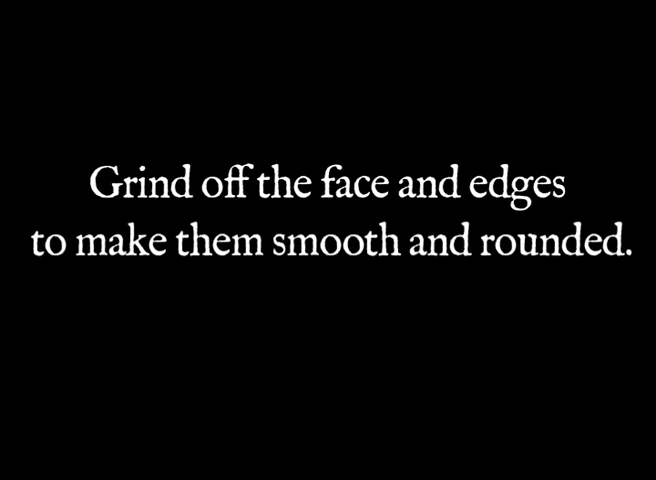 Grind off the face and edges
to make them smooth and rounded.